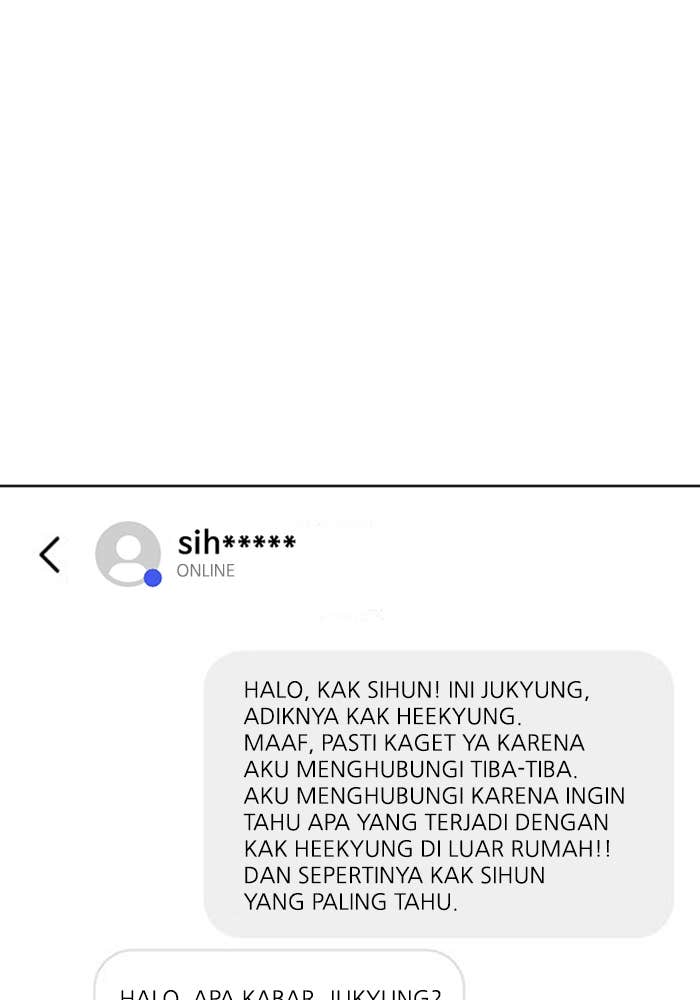 sih*****
ONLINE
HALO, KAK SIHUN! INI JUKYUNG,
ADIKNYA KAK HEEKYUNG.
MAAF, PASTI KAGET YA KARENA
AKU MENGHUBUNGI TIBA-TIBA.
AKU MENGHUBUNGI KARENA INGIN
TAHU APA YANG TERJADI DENGAN
KAK HEEKYUNG DI LUAR RUMAH!!
DAN SEPERTINYA KAK SIHUN
YANG PALING TAHU.
HALO, APA KABAR, JUKYUNG?